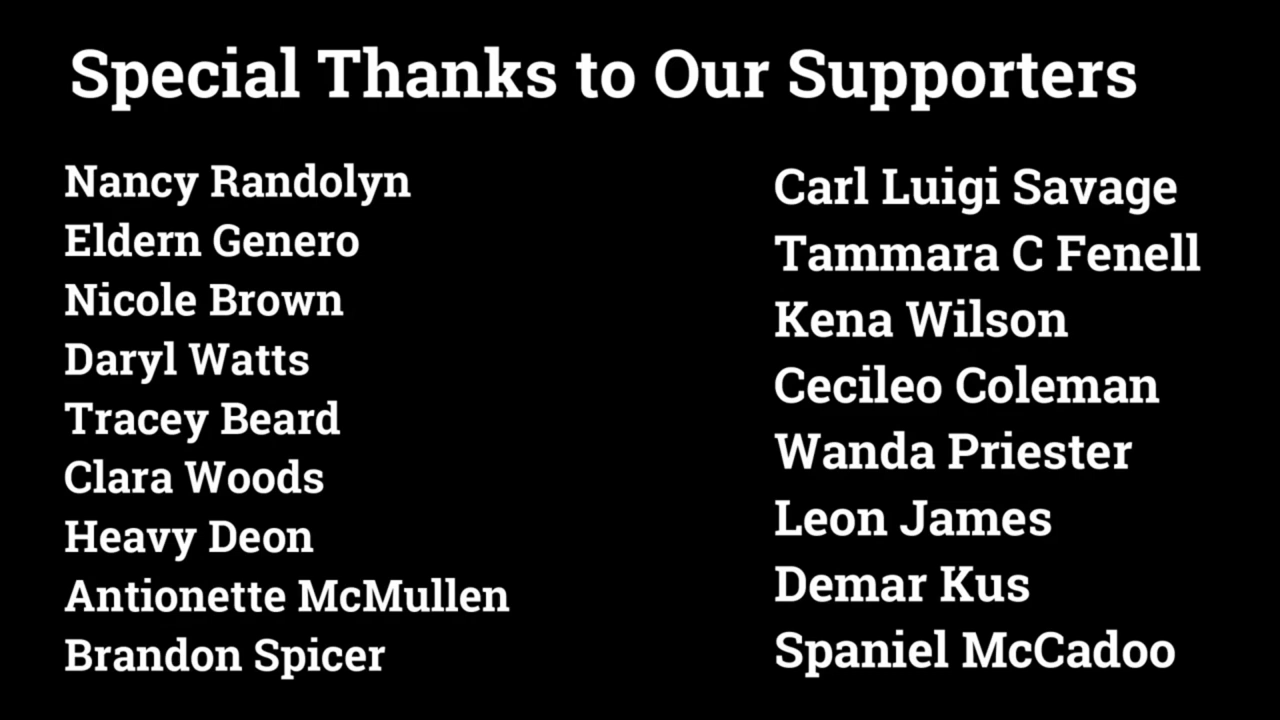 Special Thanks to Our Supporters
Nancy Randolyn
Eldern Genero
Nicole Brown
Daryl Watts
Tracey Beard
Clara Woods
Heavy Deon
Antionette McMullen
Brandon Spicer
Carl Luigi Savage
Tammara C Fenell
Kena Wilson
Cecileo Coleman
Wanda Priester
Leon James
Demar Kus
Spaniel McCadoo